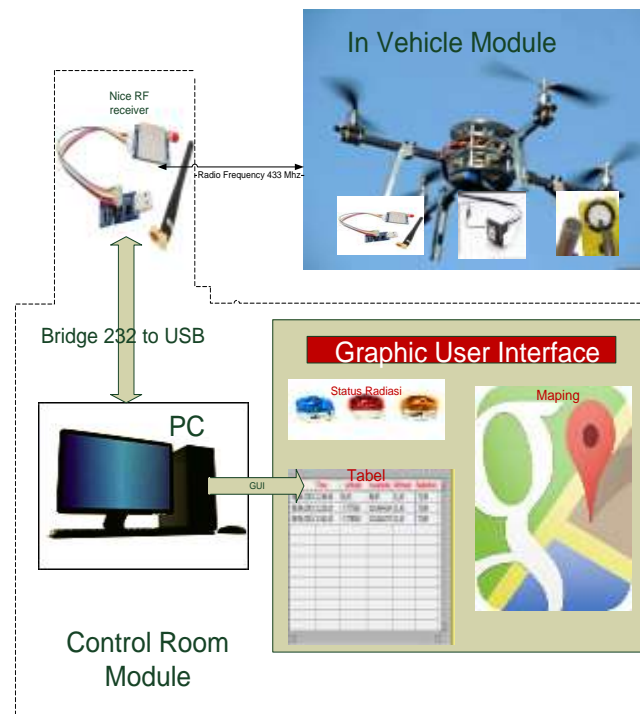 In Vehicle Module
Nice RF
receiver
Radio Frequency 433 Mhz
Bridge 232 to USB
Graphic User Interface
Status Radiasi
Maping
PC
Tabel
GUI
Control Room
Module